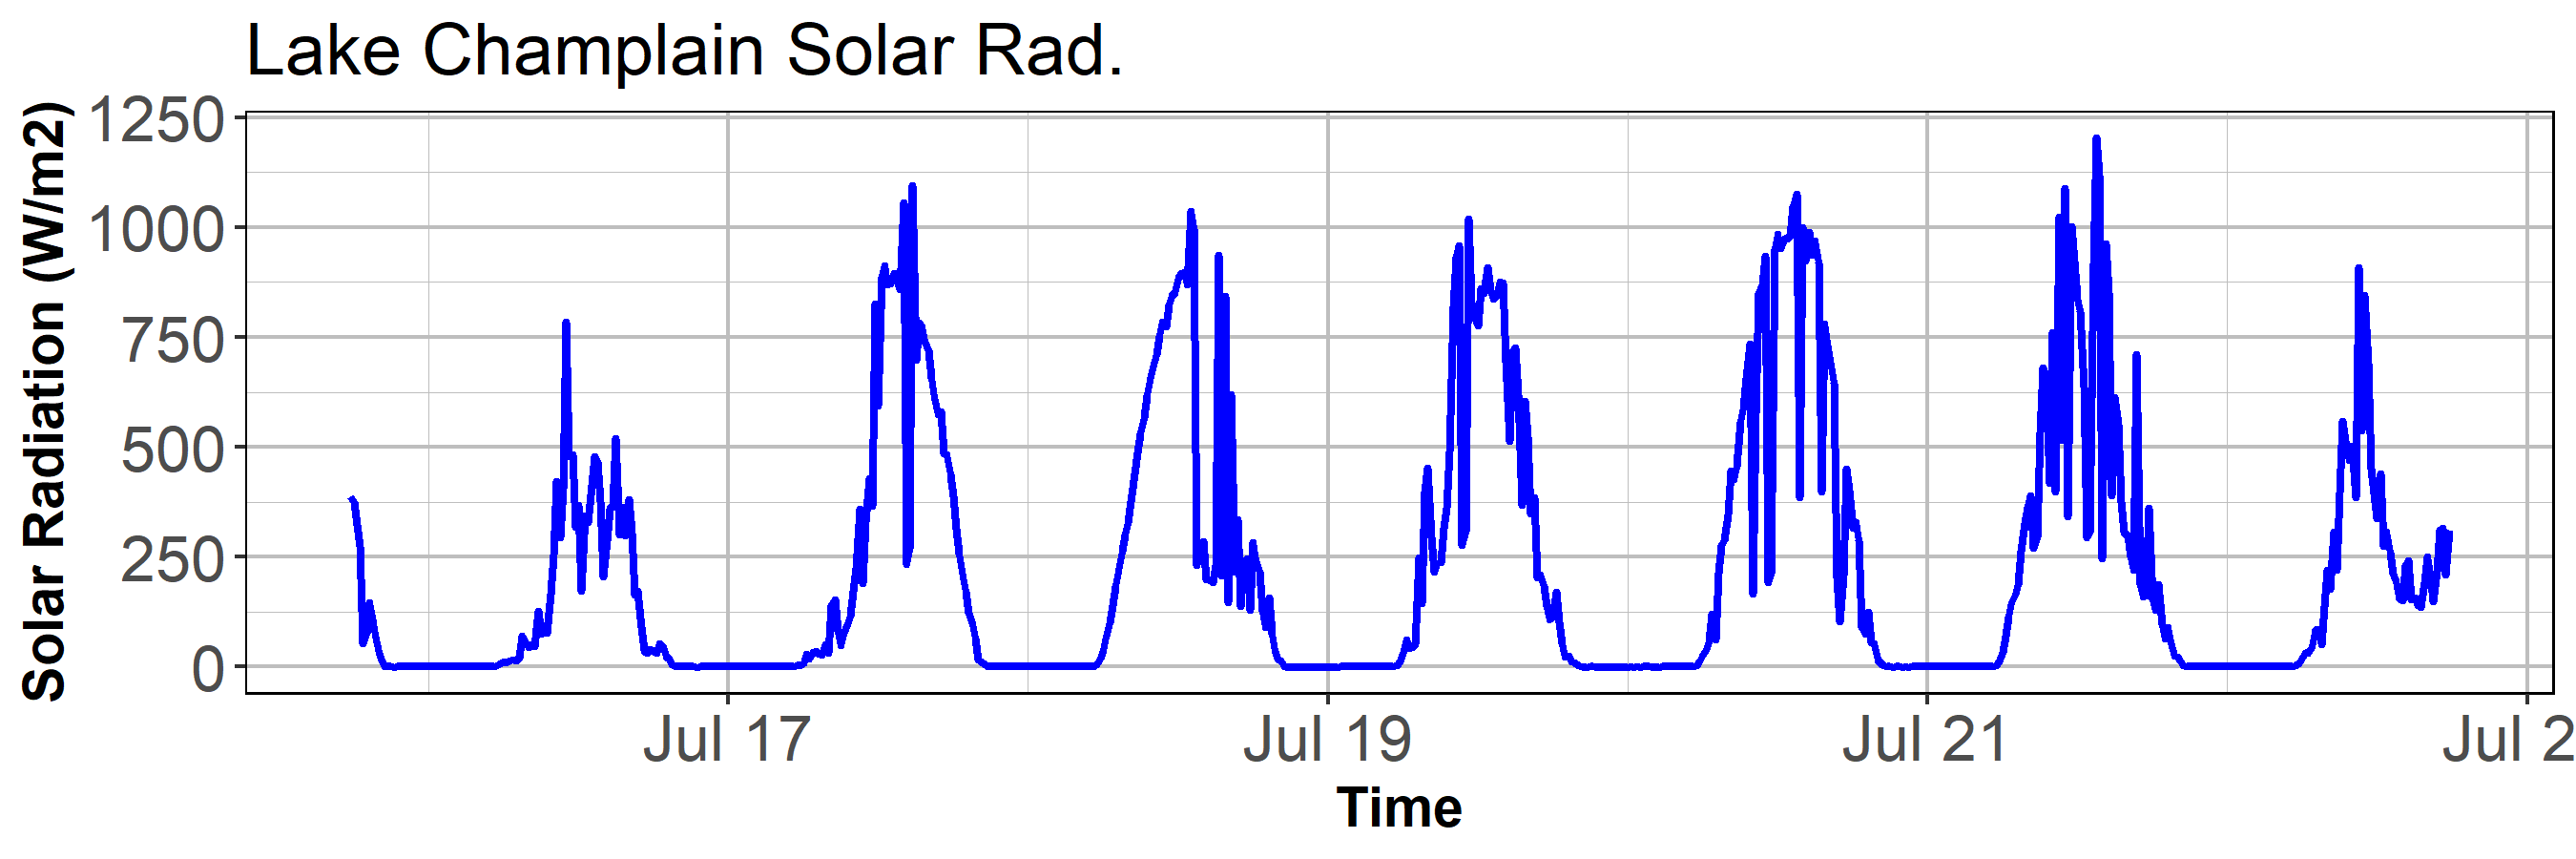 Lake Champlain Solar Rad.
Solar Radiation (W/m2)
1250
1000
750
500
250
0
Jul 17
Jul 19
Jul 21
Jul 2
Time